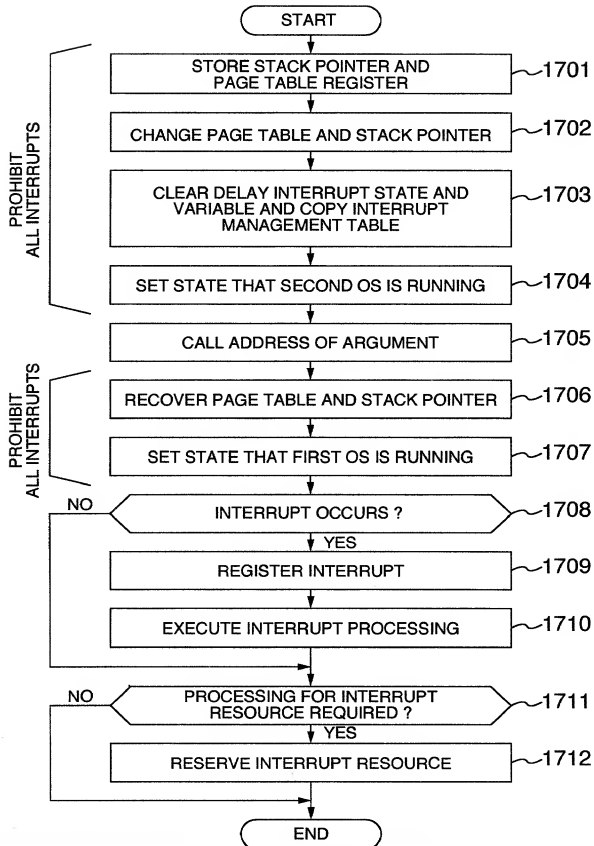 START
STORE STACK POINTER AND
PAGE TABLE REGISTER
1701
CHANGE PAGE TABLE AND STACK POINTER
1702
CLEAR DELAY INTERRUPT STATE AND
VARIABLE AND COPY INTERRUPT
MANAGEMENT TABLE
1703
PROHIBIT
ALL INTERRUPTS
SET STATE THAT SECOND OS IS RUNNING
1704
CALL ADDRESS OF ARGUMENT
1705
RECOVER PAGE TABLE AND STACK POINTER
1706
PROHIBIT
ALL INTERRUPTS
SET STATE THAT FIRST OS IS RUNNING
1707
NO
INTERRUPT OCCURS ?
1708
YES
REGISTER INTERRUPT
1709
EXECUTE INTERRUPT PROCESSING
1710
NO
PROCESSING FOR INTERRUPT
RESOURCE REQUIRED ?
1711
YES
RESERVE INTERRUPT RESOURCE
1712
END